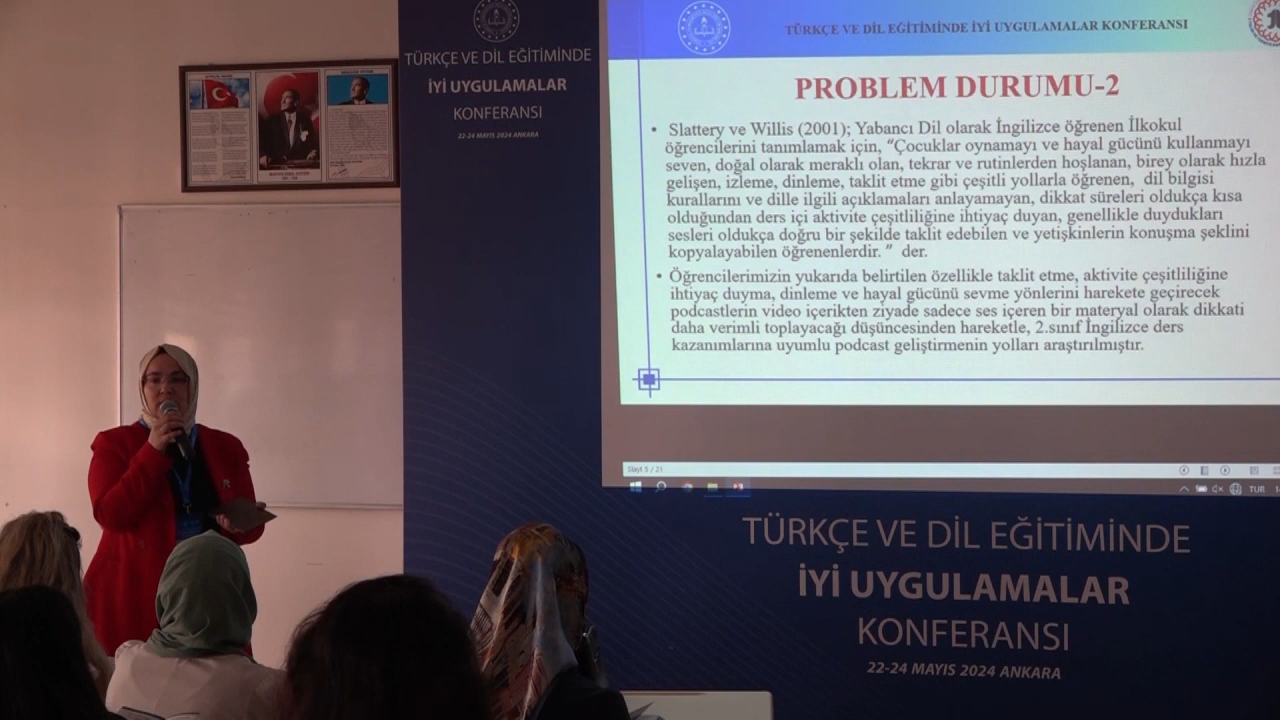 TÜRKÇE VE DİL EĞİTİMİNDE
İYİ UYGULAMALAR
KONFERANSI
22-24 MAYIS 2024 ANKARA
TÜRKÇE VE DİL EĞİTİMİNDE İYİ UYGULAMALAR KONFERANSI
PROBLEM DURUMU-2
• Slattery ve Willis (2001); Yabancı Dil olarak İngilizce öğrenen İlkokul
öğrencilerini tanımlamak için, "Çocuklar oynamayı ve hayal gücünü kullanmayı
seven, doğal olarak meraklı olan, tekrar ve rutinlerden hoşlanan, birey olarak hızla
gelişen, izleme, dinleme, taklit etme gibi çeşitli yollarla öğrenen, dil bilgisi
kurallarını ve dille ilgili açıklamaları anlayamayan, dikkat süreleri oldukça kısa
olduğundan ders içi aktivite çeşitliliğine ihtiyaç duyan, genellikle duydukları
sesleri oldukça doğru bir şekilde taklit edebilen ve yetişkinlerin konuşma şeklini
kopyalayabilen öğrenenlerdir. " der.
• Öğrencilerimizin yukarıda belirtilen özellikle taklit etme, aktivite çeşitliliğine
ihtiyaç duyma, dinleme ve hayal gücünü sevme yönlerini harekete geçirecek
podcastlerin video içerikten ziyade sadece ses içeren bir materyal olarak dikkati
daha verimli toplayacağı düşüncesinden hareketle, 2.sınıf İngilizce ders
kazanımlarına uyumlu podcast geliştirmenin yolları araştırılmıştır.
Slayt 5 / 21
TUR
TÜRKÇE VE DİL EĞİTİMİNDE
İYİ UYGULAMALAR
KONFERANSI
22-24 MAYIS 2024 ANKARA